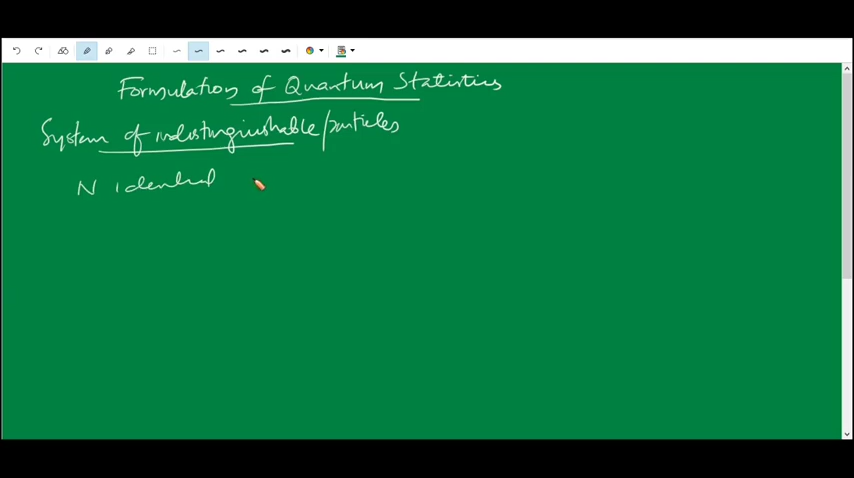 Formulation of Quantum Statistics
System of indistinguishable particles
N identical